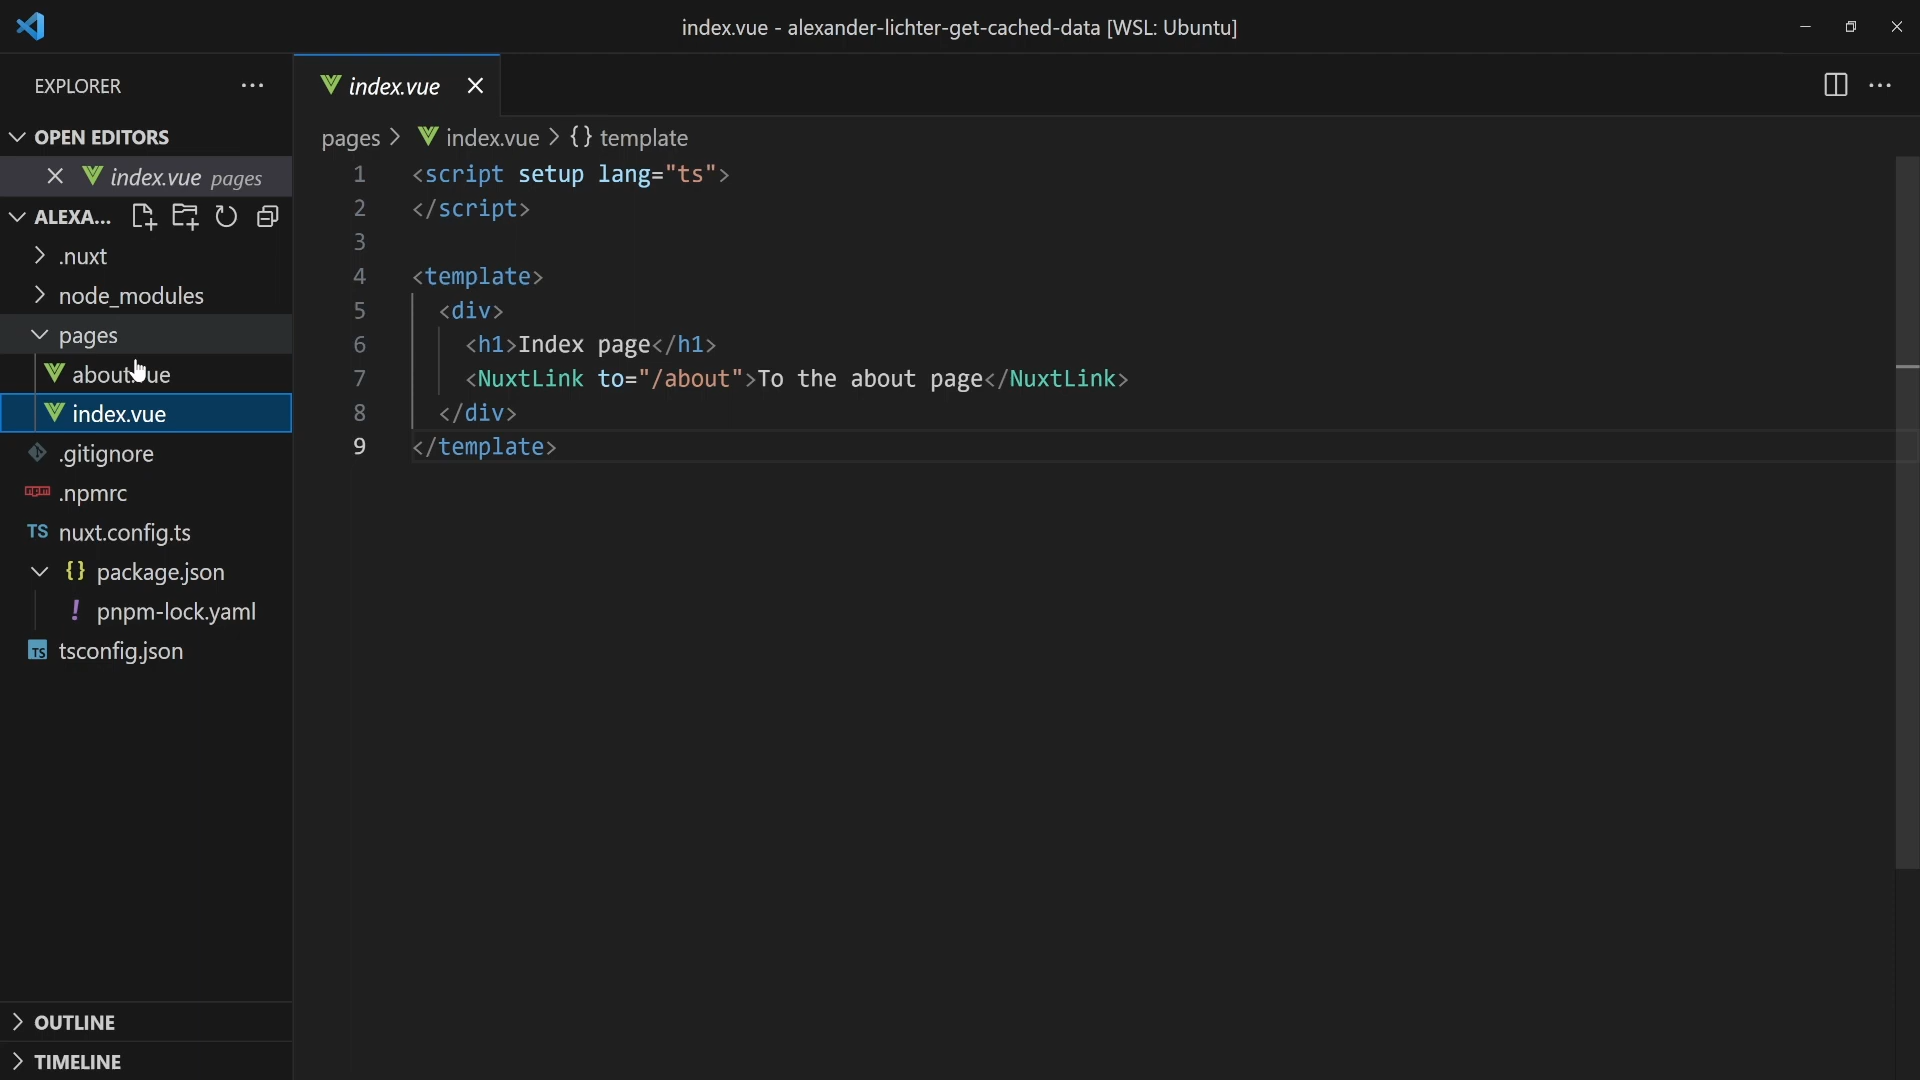 index.vue - alexander-lichter-get-cached-data [WSL: Ubuntu]
EXPLORER
index.vue
OPEN EDITORS
index.vue pages
ALEXA...
.nuxt
node_modules
pages
index.vue
.gitignore
.npmrc
TS nuxt.config.ts
{} package.json
! pnpm-lock.yaml
TS tsconfig.json
OUTLINE
TIMELINE
pages > index.vue > {} template
1 <script setup lang="ts">
2 </script>
3
4 <template>
5 <div>
6 <h1>Index page</h1>
7 <NuxtLink to="/about">To the about page</NuxtLink>
8 </div>
9 </template>